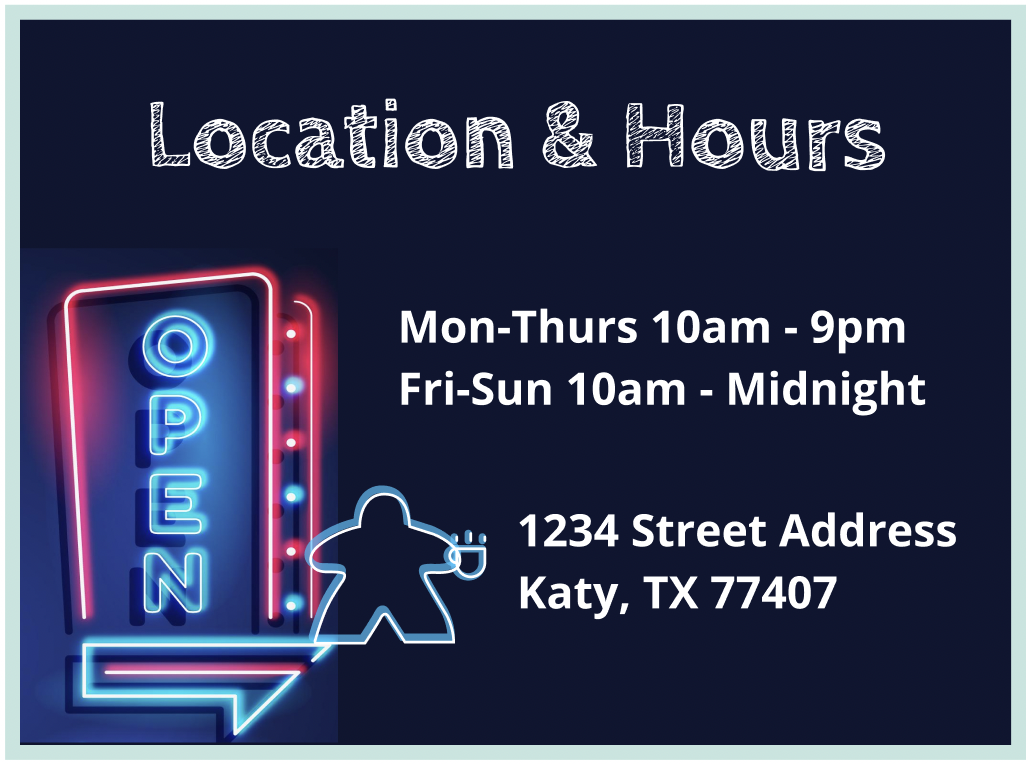 Location & Hours
OPEN
Mon-Thurs 10am - 9pm
Fri-Sun 10am - Midnight
1234 Street Address
Katy, TX 77407